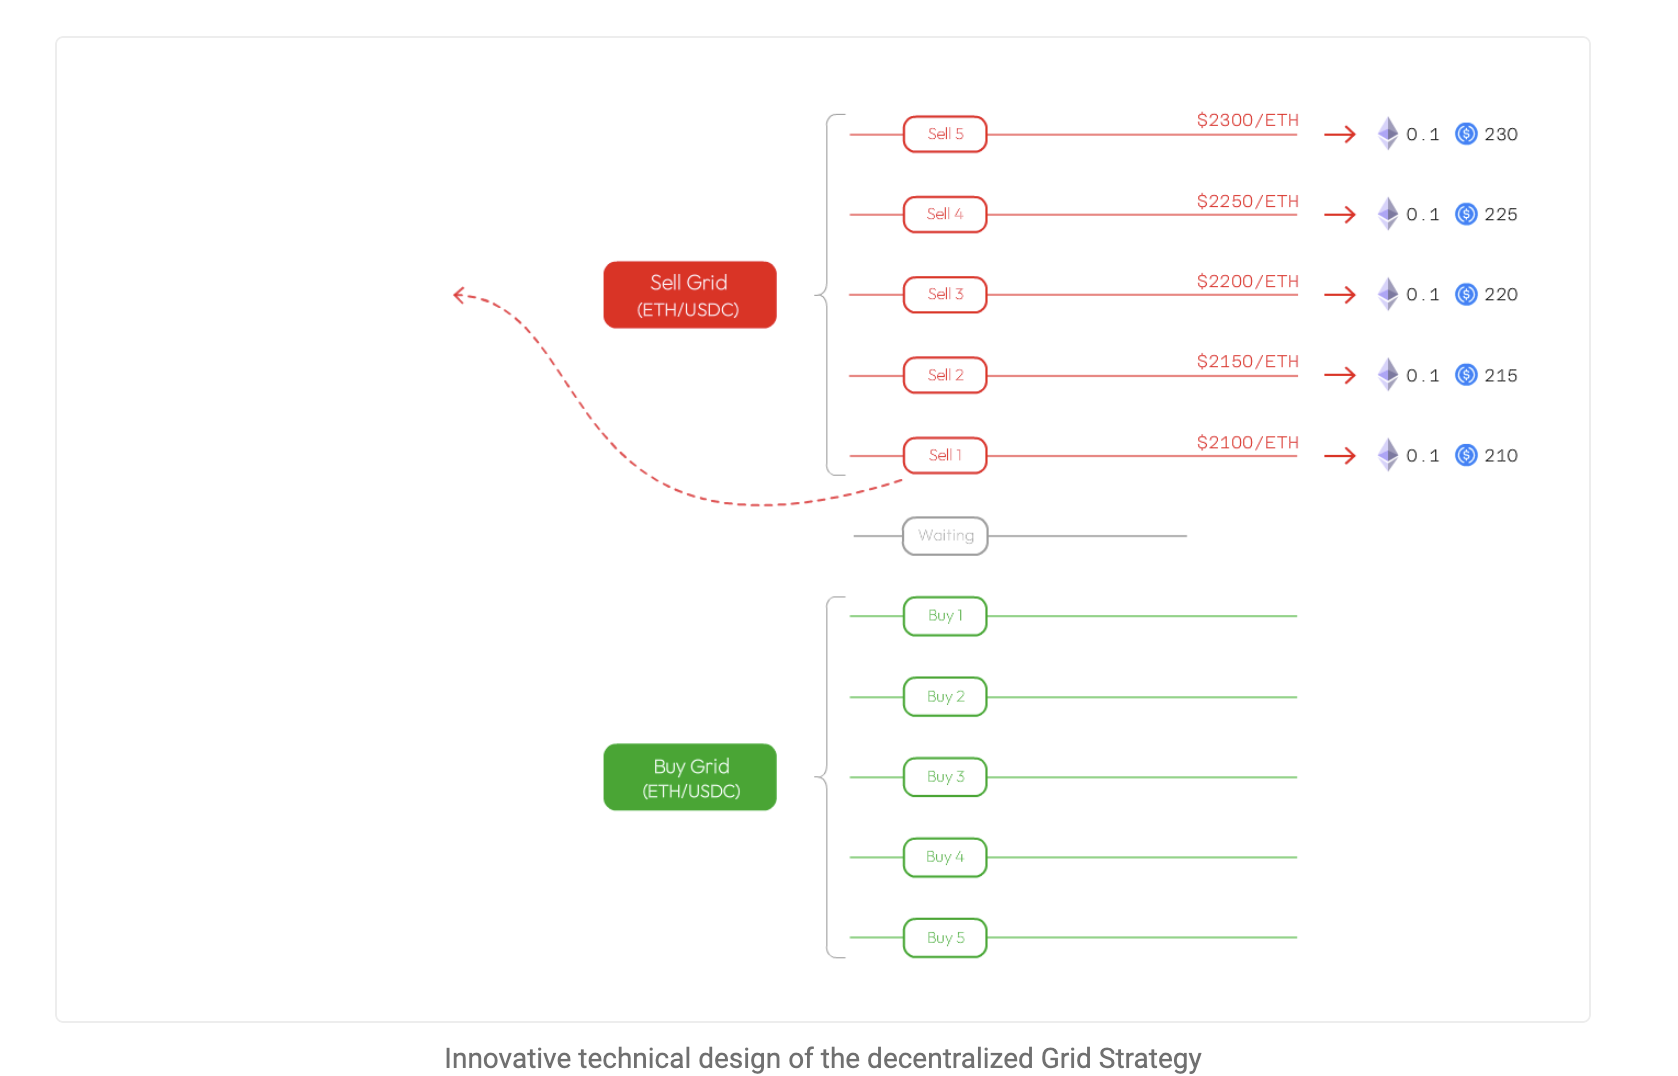 $2300/ETH
Sell 5
0.1 230
$2250/ETH
Sell 4
0.1 225
Sell Grid
(ETH/USDC)
$2200/ETH
Sell 3
0.1 220
$2150/ETH
Sell 2
0.1 215
$2100/ETH
Sell 1
0.1 210
Waiting
Buy 1
Buy 2
Buy Grid
(ETH/USDC)
Buy 3
Buy 4
Buy 5
Innovative technical design of the decentralized Grid Strategy